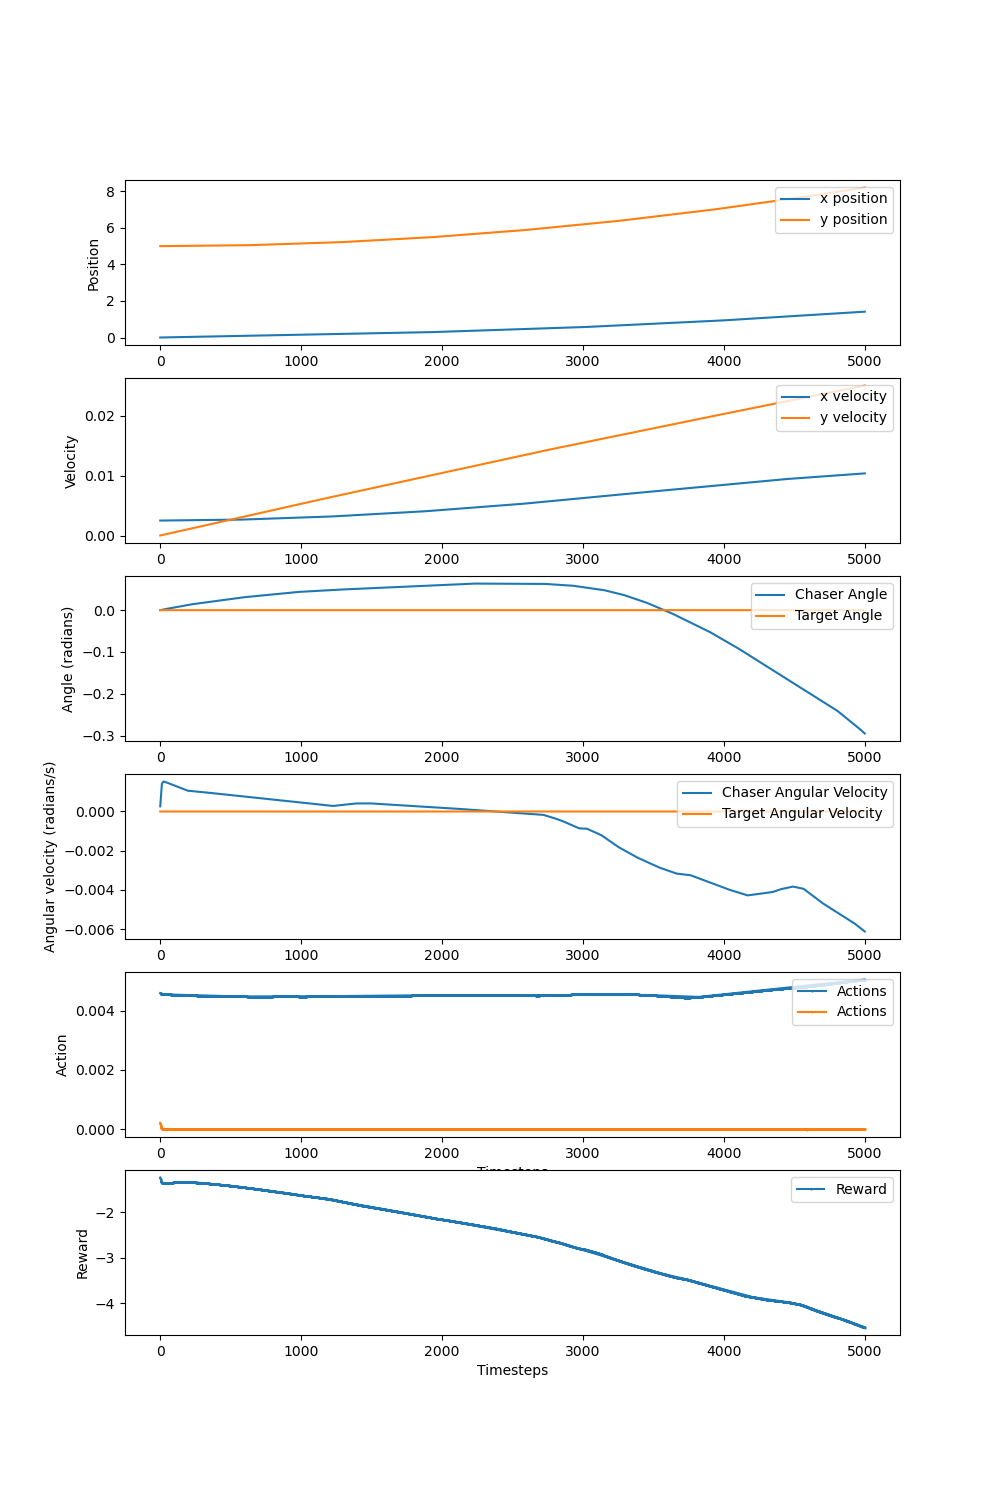 Position
8
6
4
2
0
x position
y position
0 1000 2000 3000 4000 5000
Velocity
0.02
0.01
0.00
x velocity
y velocity
0 1000 2000 3000 4000 5000
Angle (radians)
0.0
−0.1
−0.2
−0.3
Chaser Angle
Target Angle
0 1000 2000 3000 4000 5000
Angular velocity (radians/s)
0.000
−0.002
−0.004
−0.006
Chaser Angular Velocity
Target Angular Velocity
0 1000 2000 3000 4000 5000
Action
0.004
0.002
0.000
Actions
Actions
0 1000 2000 3000 4000 5000
Timesteps
Reward
−2
−3
−4
Reward
0 1000 2000 3000 4000 5000
Timesteps